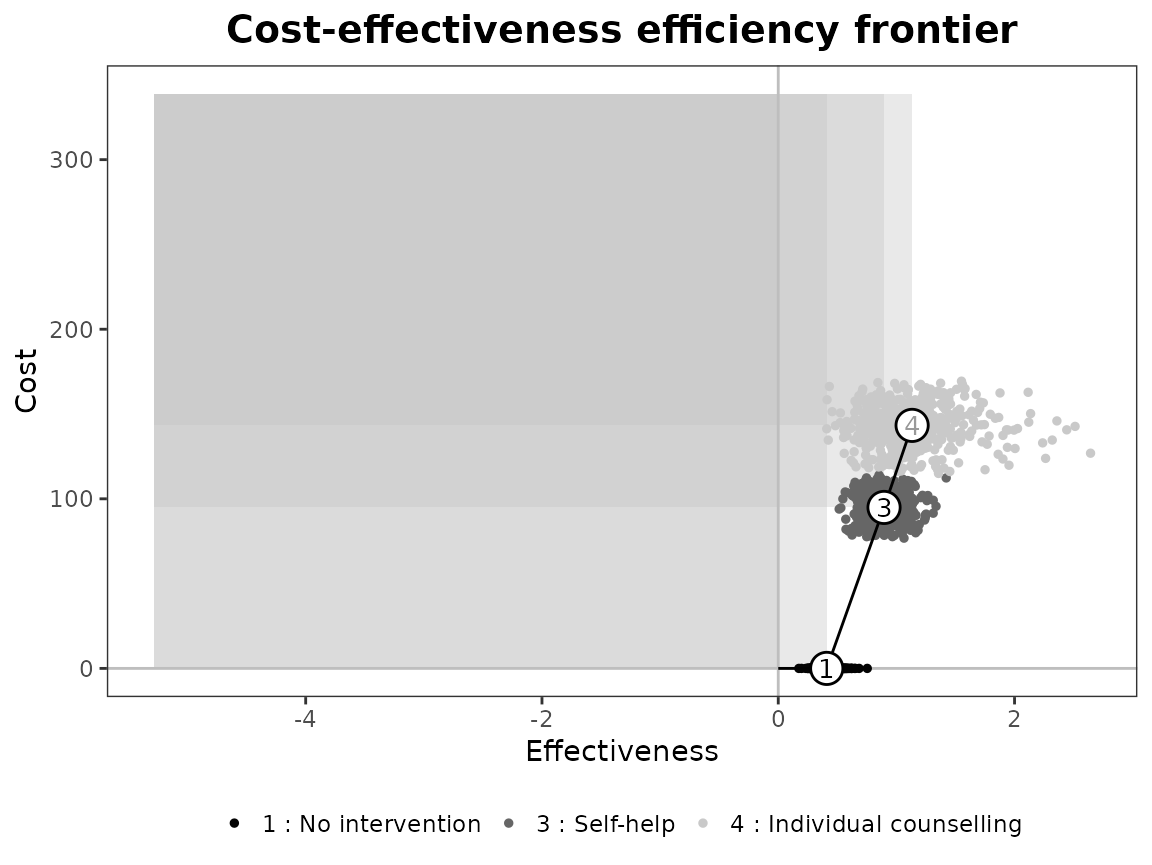 Cost-effectiveness efficiency frontier
300
200
100
0
Cost
4
3
1
-4 -2 0 2
Effectiveness
1 : No intervention 3 : Self-help 4 : Individual counselling